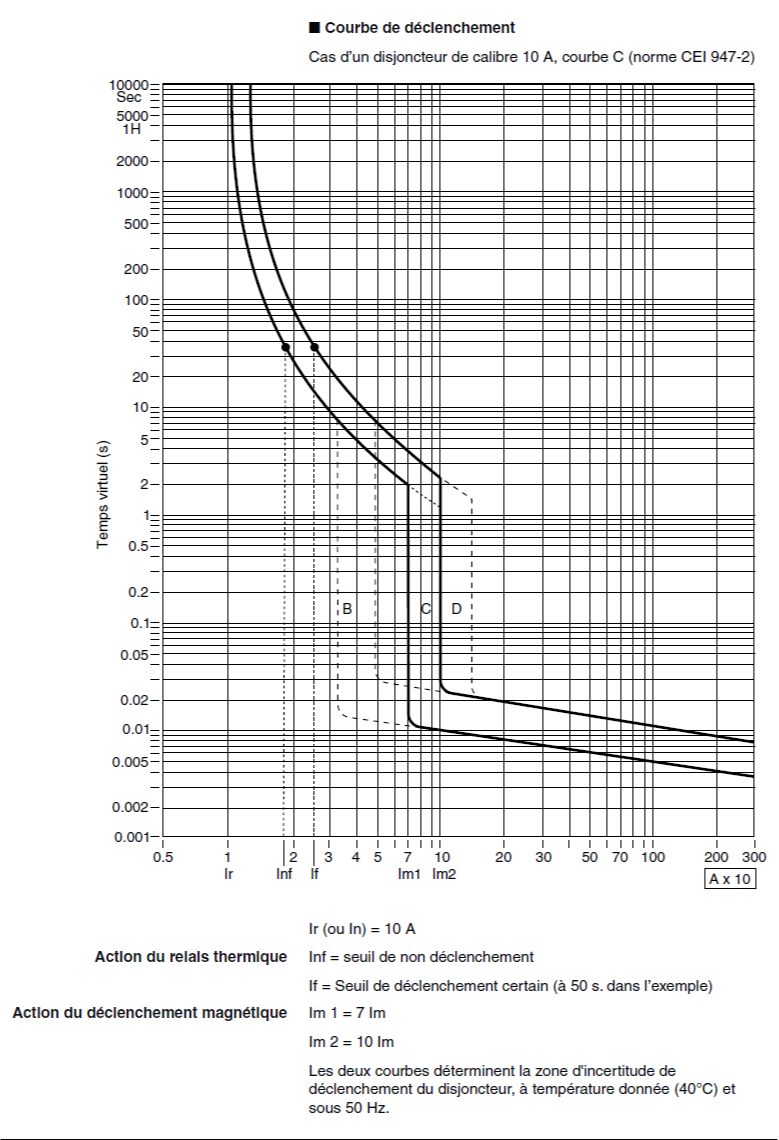 ■ Courbe de déclenchement
Cas d'un disjoncteur de calibre 10 A, courbe C (norme CEI 947-2)
10000
Sec
5000
1H
2000
1000
500
200
100
50
20
10
5
2
1
0.5
0.2
0.1
0.05
0.02
0.01
0.005
0.002
0.001
Temps virtuel (s)
B C D
0.5 1 2 3 4 5 7 10 20 30 50 70 100 200 300
Ir Inf If Im1 Im2 A x 10
Ir (ou In) = 10 A
Action du relais thermique Inf = seuil de non déclenchement
If = Seuil de déclenchement certain (à 50 s. dans l'exemple)
Action du déclenchement magnétique Im 1 = 7 Im
Im 2 = 10 Im
Les deux courbes déterminent la zone d'incertitude de
déclenchement du disjoncteur, à température donnée (40°C) et
sous 50 Hz.